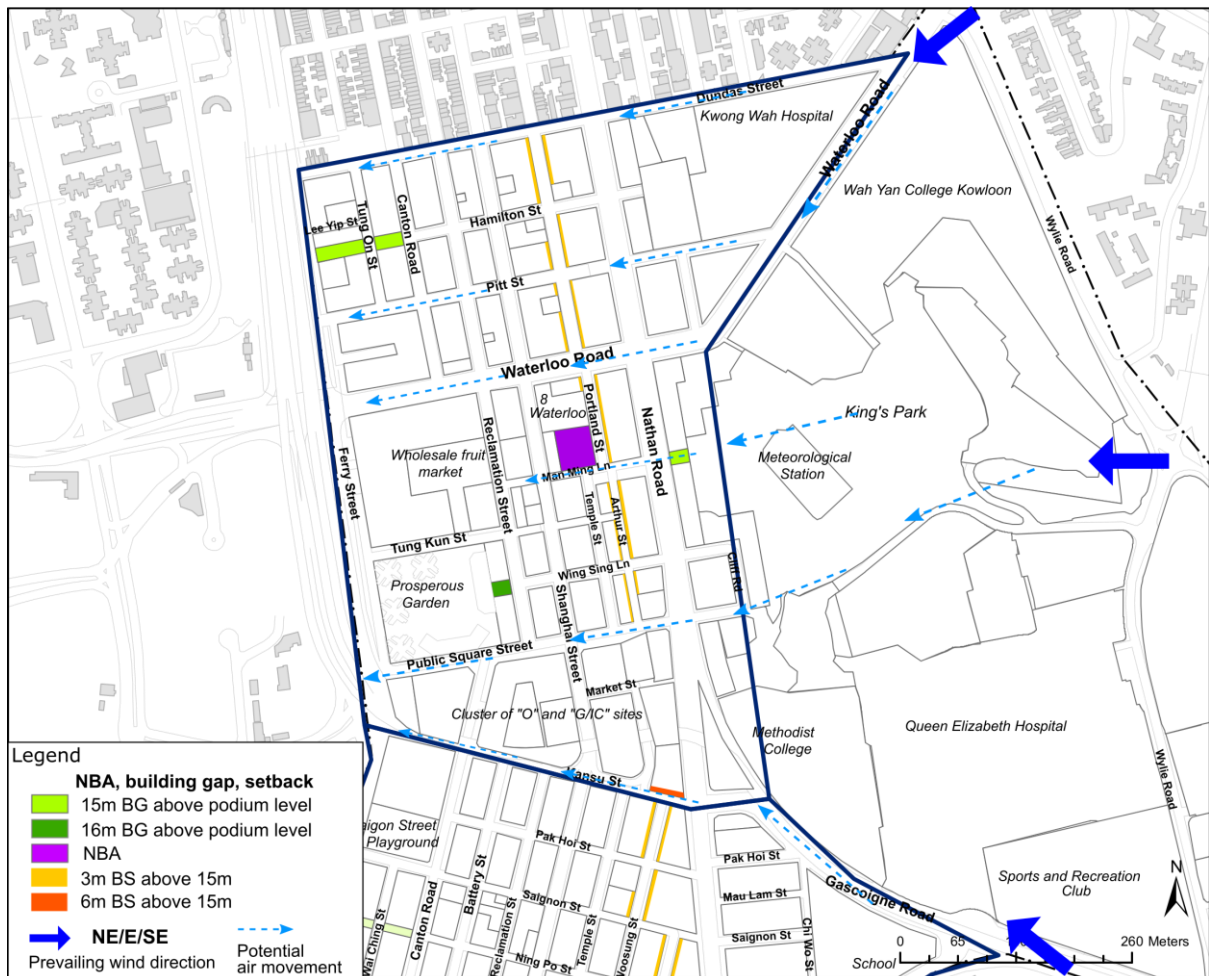 Dundas Street
Kwong Wah Hospital
Waterloo Road
Wah Yan College Kowloon
Wylie Road
Lee Yip St
Tung On St
Canton Road
Hamilton St
Pitt St
Waterloo Road
8
Waterloo
Portland St
Nathan Road
King's Park
Meteorological
Station
Wholesale fruit
market
Reclamation Street
Man Ming Ln
Ferry Street
Temple St
Arthur St
Tung Kun St
Wing Sing Ln
Cliff Rd
Prosperous
Garden
Shanghai Street
Public Square Street
Market St
Cluster of "O" and "G/IC" sites
Methodist
College
Queen Elizabeth Hospital
Wylie Road
Kansu St
Legend
NBA, building gap, setback
15m BG above podium level
16m BG above podium level
NBA
3m BS above 15m
6m BS above 15m
NE/E/SE
Prevailing wind direction
Potential
air movement
aigon Street
Playground
Pak Hoi St
Battery St
Saignon St
Canton Road
Wai Ching St
Reclamation St
Temple St
Woosung St
Ning Po St
Pak Hoi St
Mau Lam St
Saignon St
Chi Wo St
Gascoigne Road
Sports and Recreation
Club
School
N
0 65 260 Meters